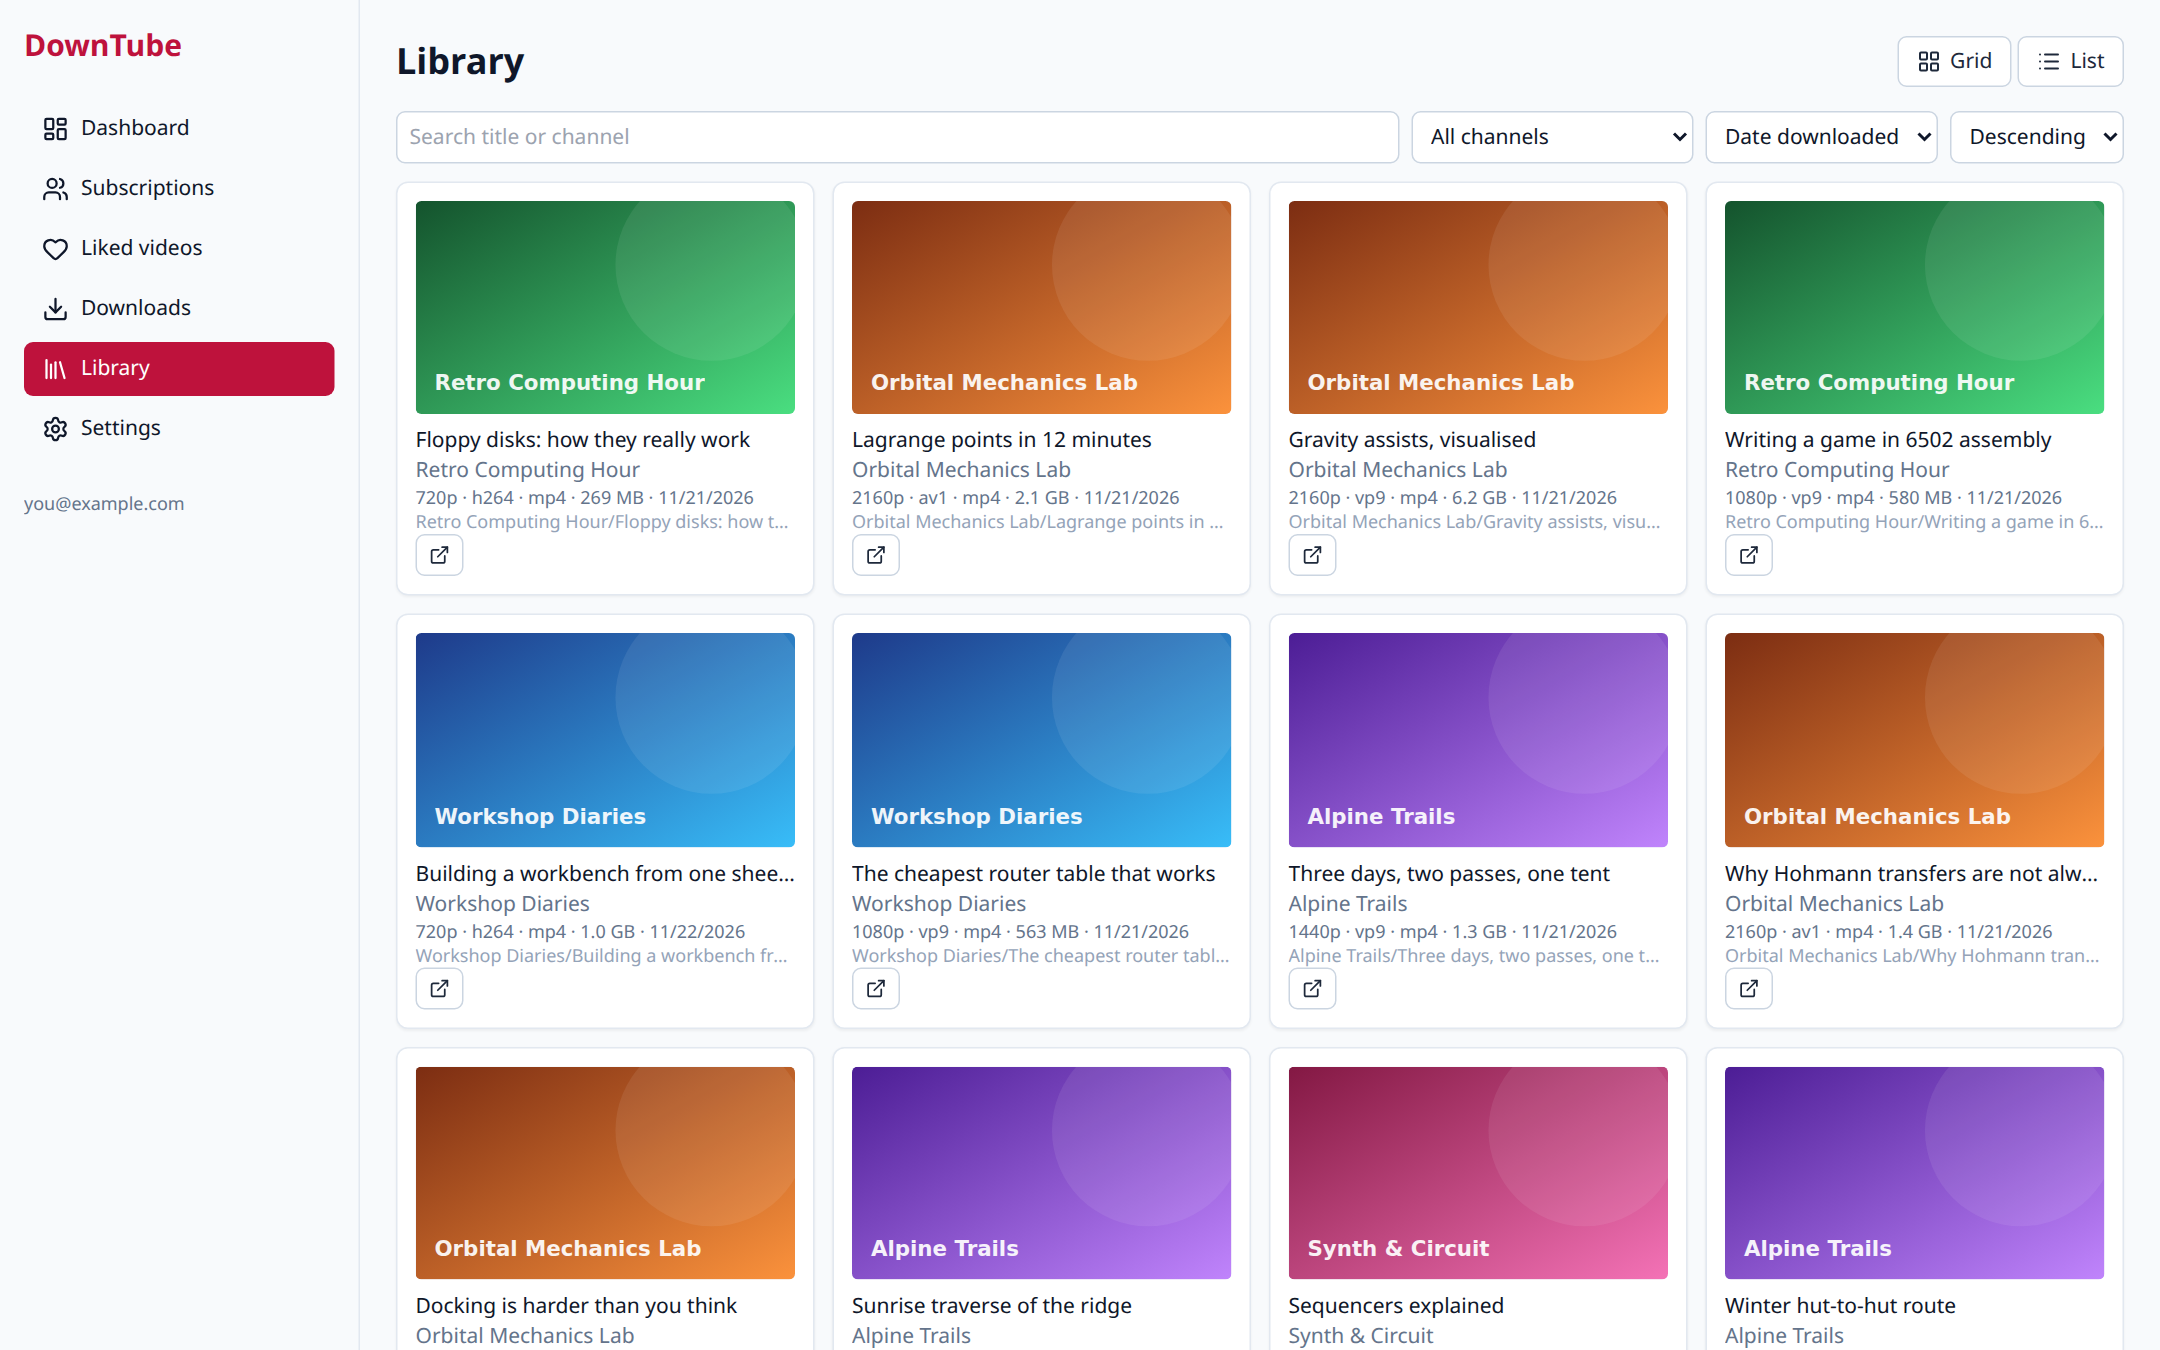 DownTube
Dashboard
Subscriptions
Liked videos
Downloads
Library
Settings
you@example.com
Library
Grid
List
Search title or channel
All channels
Date downloaded
Descending
Retro Computing Hour
Floppy disks: how they really work
Retro Computing Hour
720p · h264 · mp4 · 269 MB · 11/21/2026
Retro Computing Hour/Floppy disks: how t...
Orbital Mechanics Lab
Lagrange points in 12 minutes
Orbital Mechanics Lab
2160p · av1 · mp4 · 2.1 GB · 11/21/2026
Orbital Mechanics Lab/Lagrange points in ...
Orbital Mechanics Lab
Gravity assists, visualised
Orbital Mechanics Lab
2160p · vp9 · mp4 · 6.2 GB · 11/21/2026
Orbital Mechanics Lab/Gravity assists, visu...
Retro Computing Hour
Writing a game in 6502 assembly
Retro Computing Hour
1080p · vp9 · mp4 · 580 MB · 11/21/2026
Retro Computing Hour/Writing a game in 6...
Workshop Diaries
Building a workbench from one shee...
Workshop Diaries
720p · h264 · mp4 · 1.0 GB · 11/22/2026
Workshop Diaries/Building a workbench fr...
Workshop Diaries
The cheapest router table that works
Workshop Diaries
1080p · vp9 · mp4 · 563 MB · 11/21/2026
Workshop Diaries/The cheapest router tabl...
Alpine Trails
Three days, two passes, one tent
Alpine Trails
1440p · vp9 · mp4 · 1.3 GB · 11/21/2026
Alpine Trails/Three days, two passes, one t...
Orbital Mechanics Lab
Why Hohmann transfers are not alw...
Orbital Mechanics Lab
2160p · av1 · mp4 · 1.4 GB · 11/21/2026
Orbital Mechanics Lab/Why Hohmann tran...
Orbital Mechanics Lab
Docking is harder than you think
Orbital Mechanics Lab
Alpine Trails
Sunrise traverse of the ridge
Alpine Trails
Synth & Circuit
Sequencers explained
Synth & Circuit
Alpine Trails
Winter hut-to-hut route
Alpine Trails